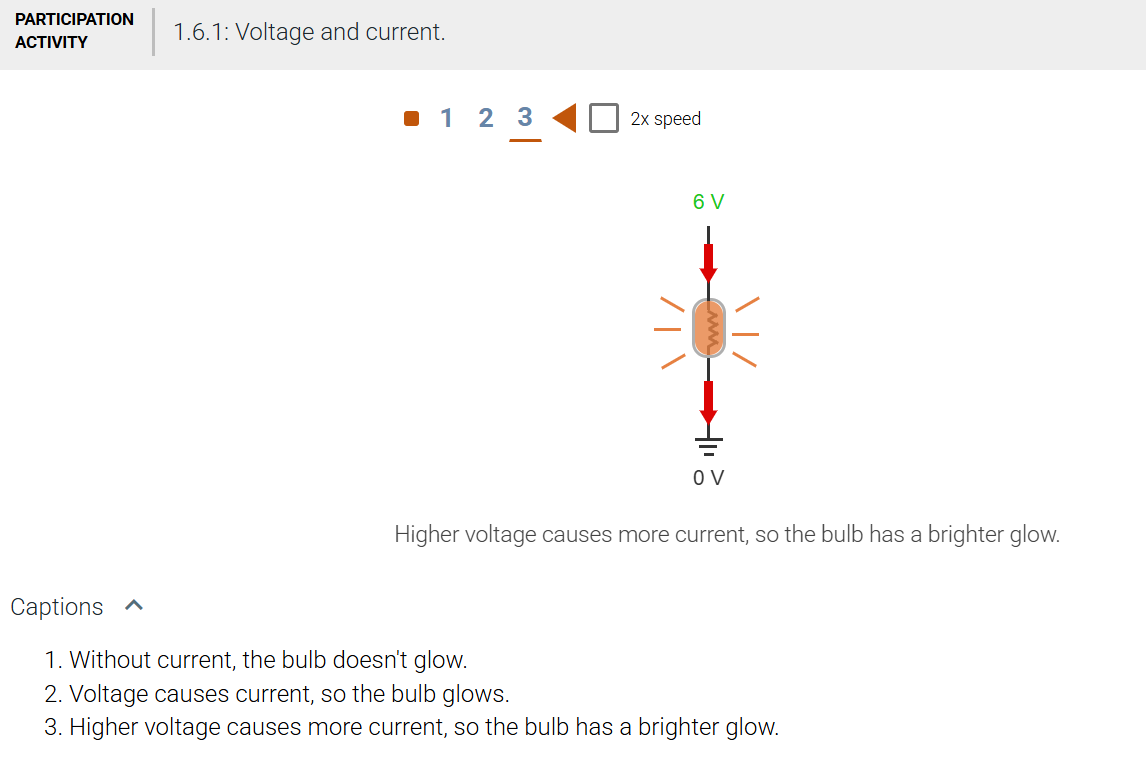 PARTICIPATION
ACTIVITY
1.6.1: Voltage and current.
1 2 3 2x speed
6 V
0 V
Higher voltage causes more current, so the bulb has a brighter glow.
Captions
1. Without current, the bulb doesn't glow.
2. Voltage causes current, so the bulb glows.
3. Higher voltage causes more current, so the bulb has a brighter glow.